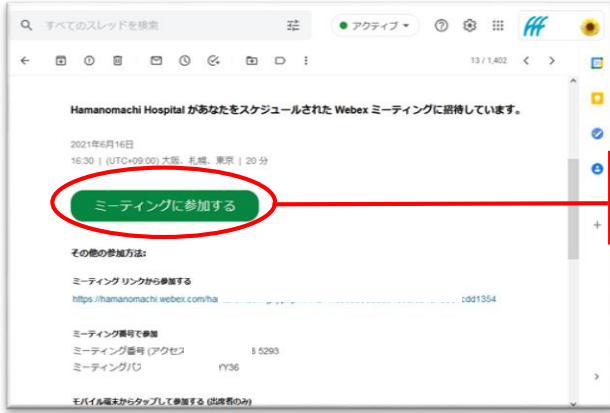 すべてのスレッドを検索
アクティブ
fff
13 / 1,402
Hamanomachi Hospital があなたをスケジュールされた Webex ミーティングに招待しています。
2021年6月16日
16:30 | (UTC+09:00) 大阪、札幌、東京 | 20 分
ミーティングに参加する
その他の参加方法:
ミーティング リンクから参加する
https://hamanomachi.webex.com/ha cdd1354
ミーティング番号で参加
ミーティング番号 (アクセス 5293
ミーティングパス YY36
モバイル端末からタップして参加する (出席者のみ)